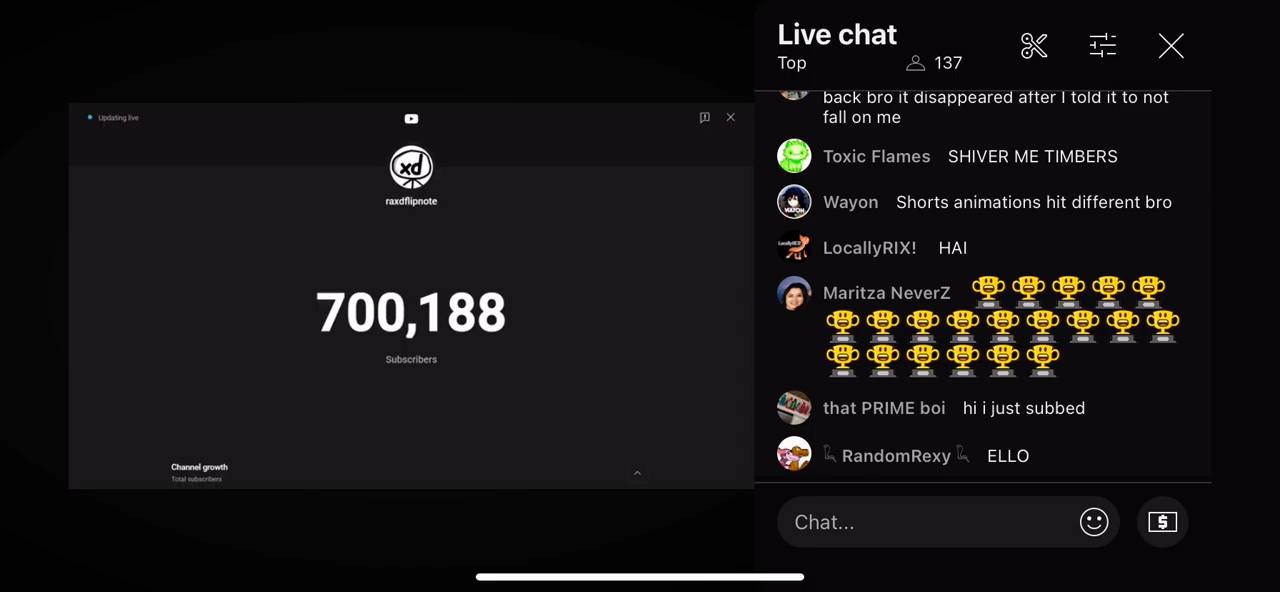 Updating live
xd
raxdflipnote
700,188
Subscribers
Channel growth
Total subscribers
Live chat
Top 137
back bro it disappeared after I told it to not
fall on me
Toxic Flames SHIVER ME TIMBERS
Wayon Shorts animations hit different bro
LocallyRIX! HAI
Maritza NeverZ 🏆🏆🏆🏆🏆
🏆🏆🏆🏆🏆🏆🏆🏆🏆
🏆🏆🏆🏆🏆🏆
that PRIME boi hi i just subbed
RandomRexy ELLO
Chat...
$